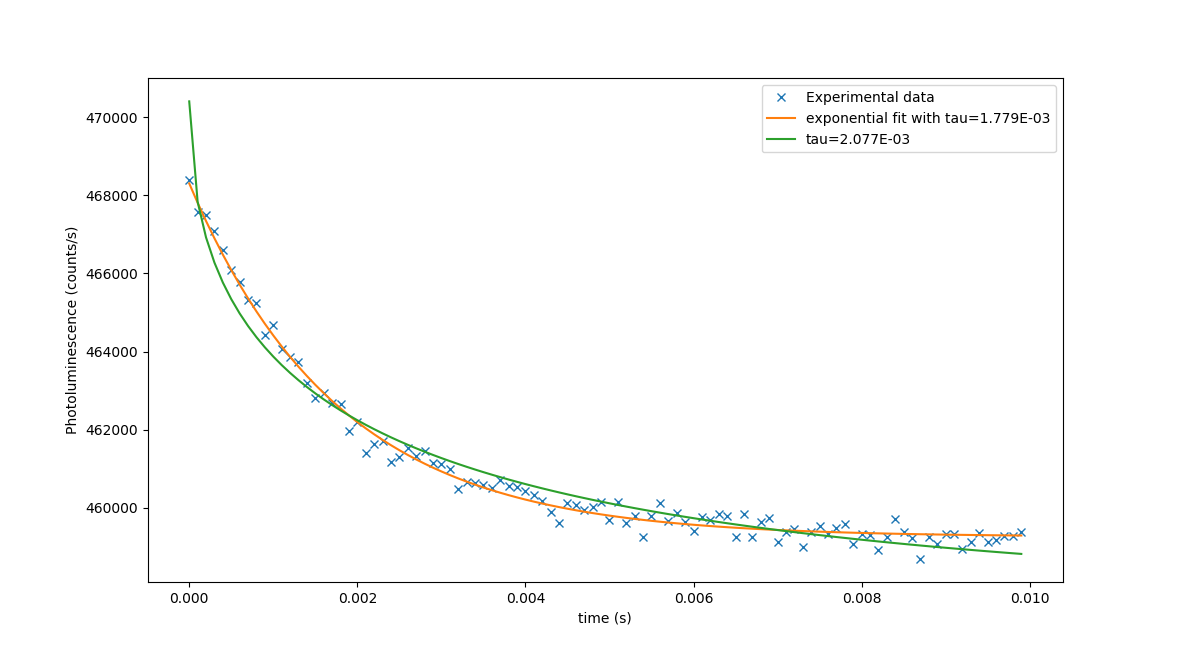 Experimental data
exponential fit with tau=1.779E-03
tau=2.077E-03
Photoluminescence (counts/s)
470000
468000
466000
464000
462000
460000
0.000
0.002
0.004
0.006
0.008
0.010
time (s)